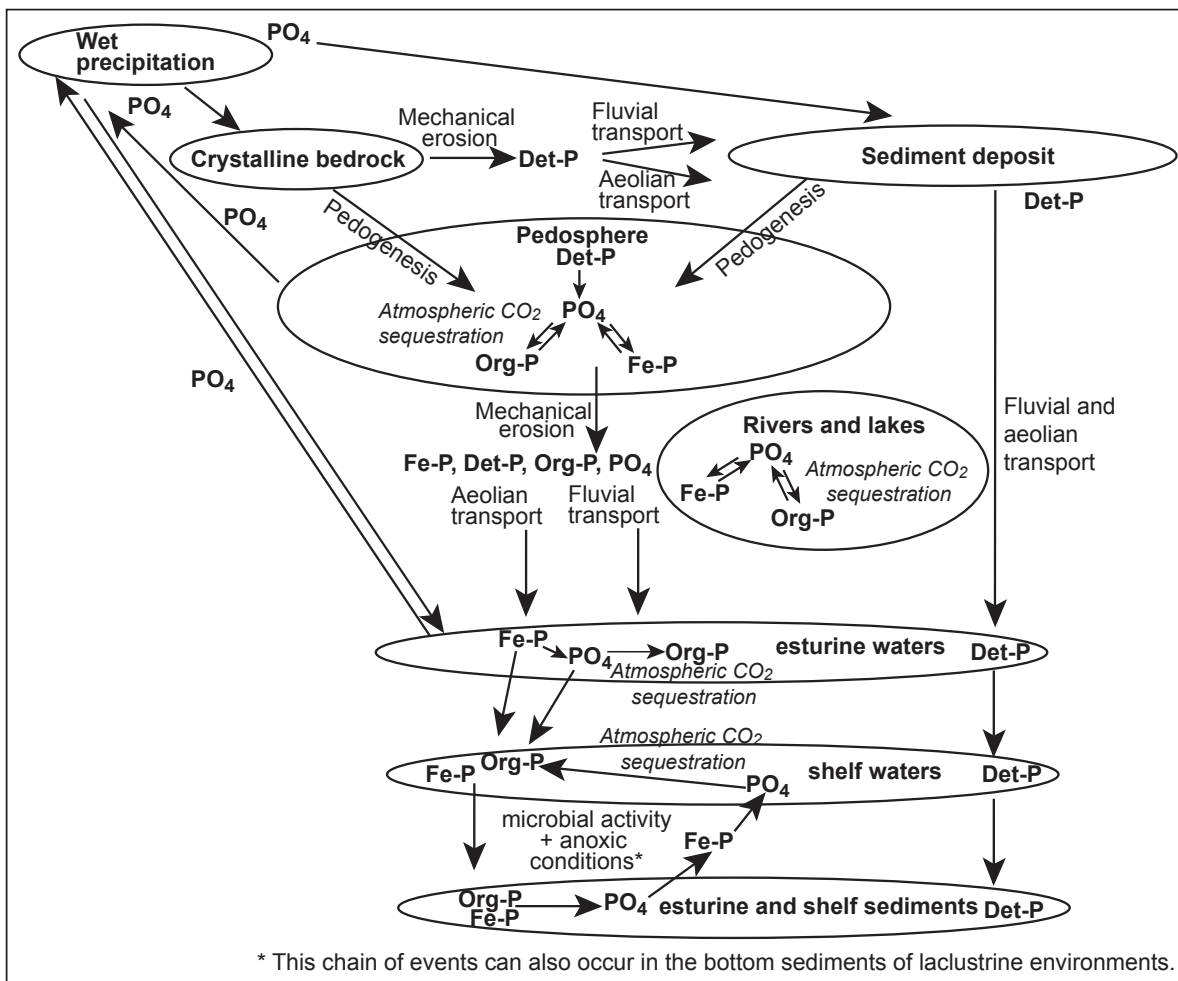 PO4
Wet
precipitation
PO4
Crystalline bedrock
Mechanical
erosion
Det-P
Fluvial
transport
Aeolian
transport
Sediment deposit
Det-P
PO4
Pedogenesis
Pedogenesis
Pedosphere
Det-P
PO4
Atmospheric CO2
sequestration
Org-P
Fe-P
PO4
Mechanical
erosion
Fe-P, Det-P, Org-P, PO4
Aeolian
transport
Fluvial
transport
Rivers and lakes
PO4
Fe-P
Atmospheric CO2
sequestration
Org-P
Fluvial and
aeolian
transport
Fe-P
PO4
Org-P
esturine waters
Det-P
Atmospheric CO2
sequestration
Atmospheric CO2
sequestration
Org-P
Fe-P
PO4
shelf waters
Det-P
microbial activity
+ anoxic
conditions*
Fe-P
Org-P
Fe-P
PO4
esturine and shelf sediments
Det-P
* This chain of events can also occur in the bottom sediments of laclustrine environments.